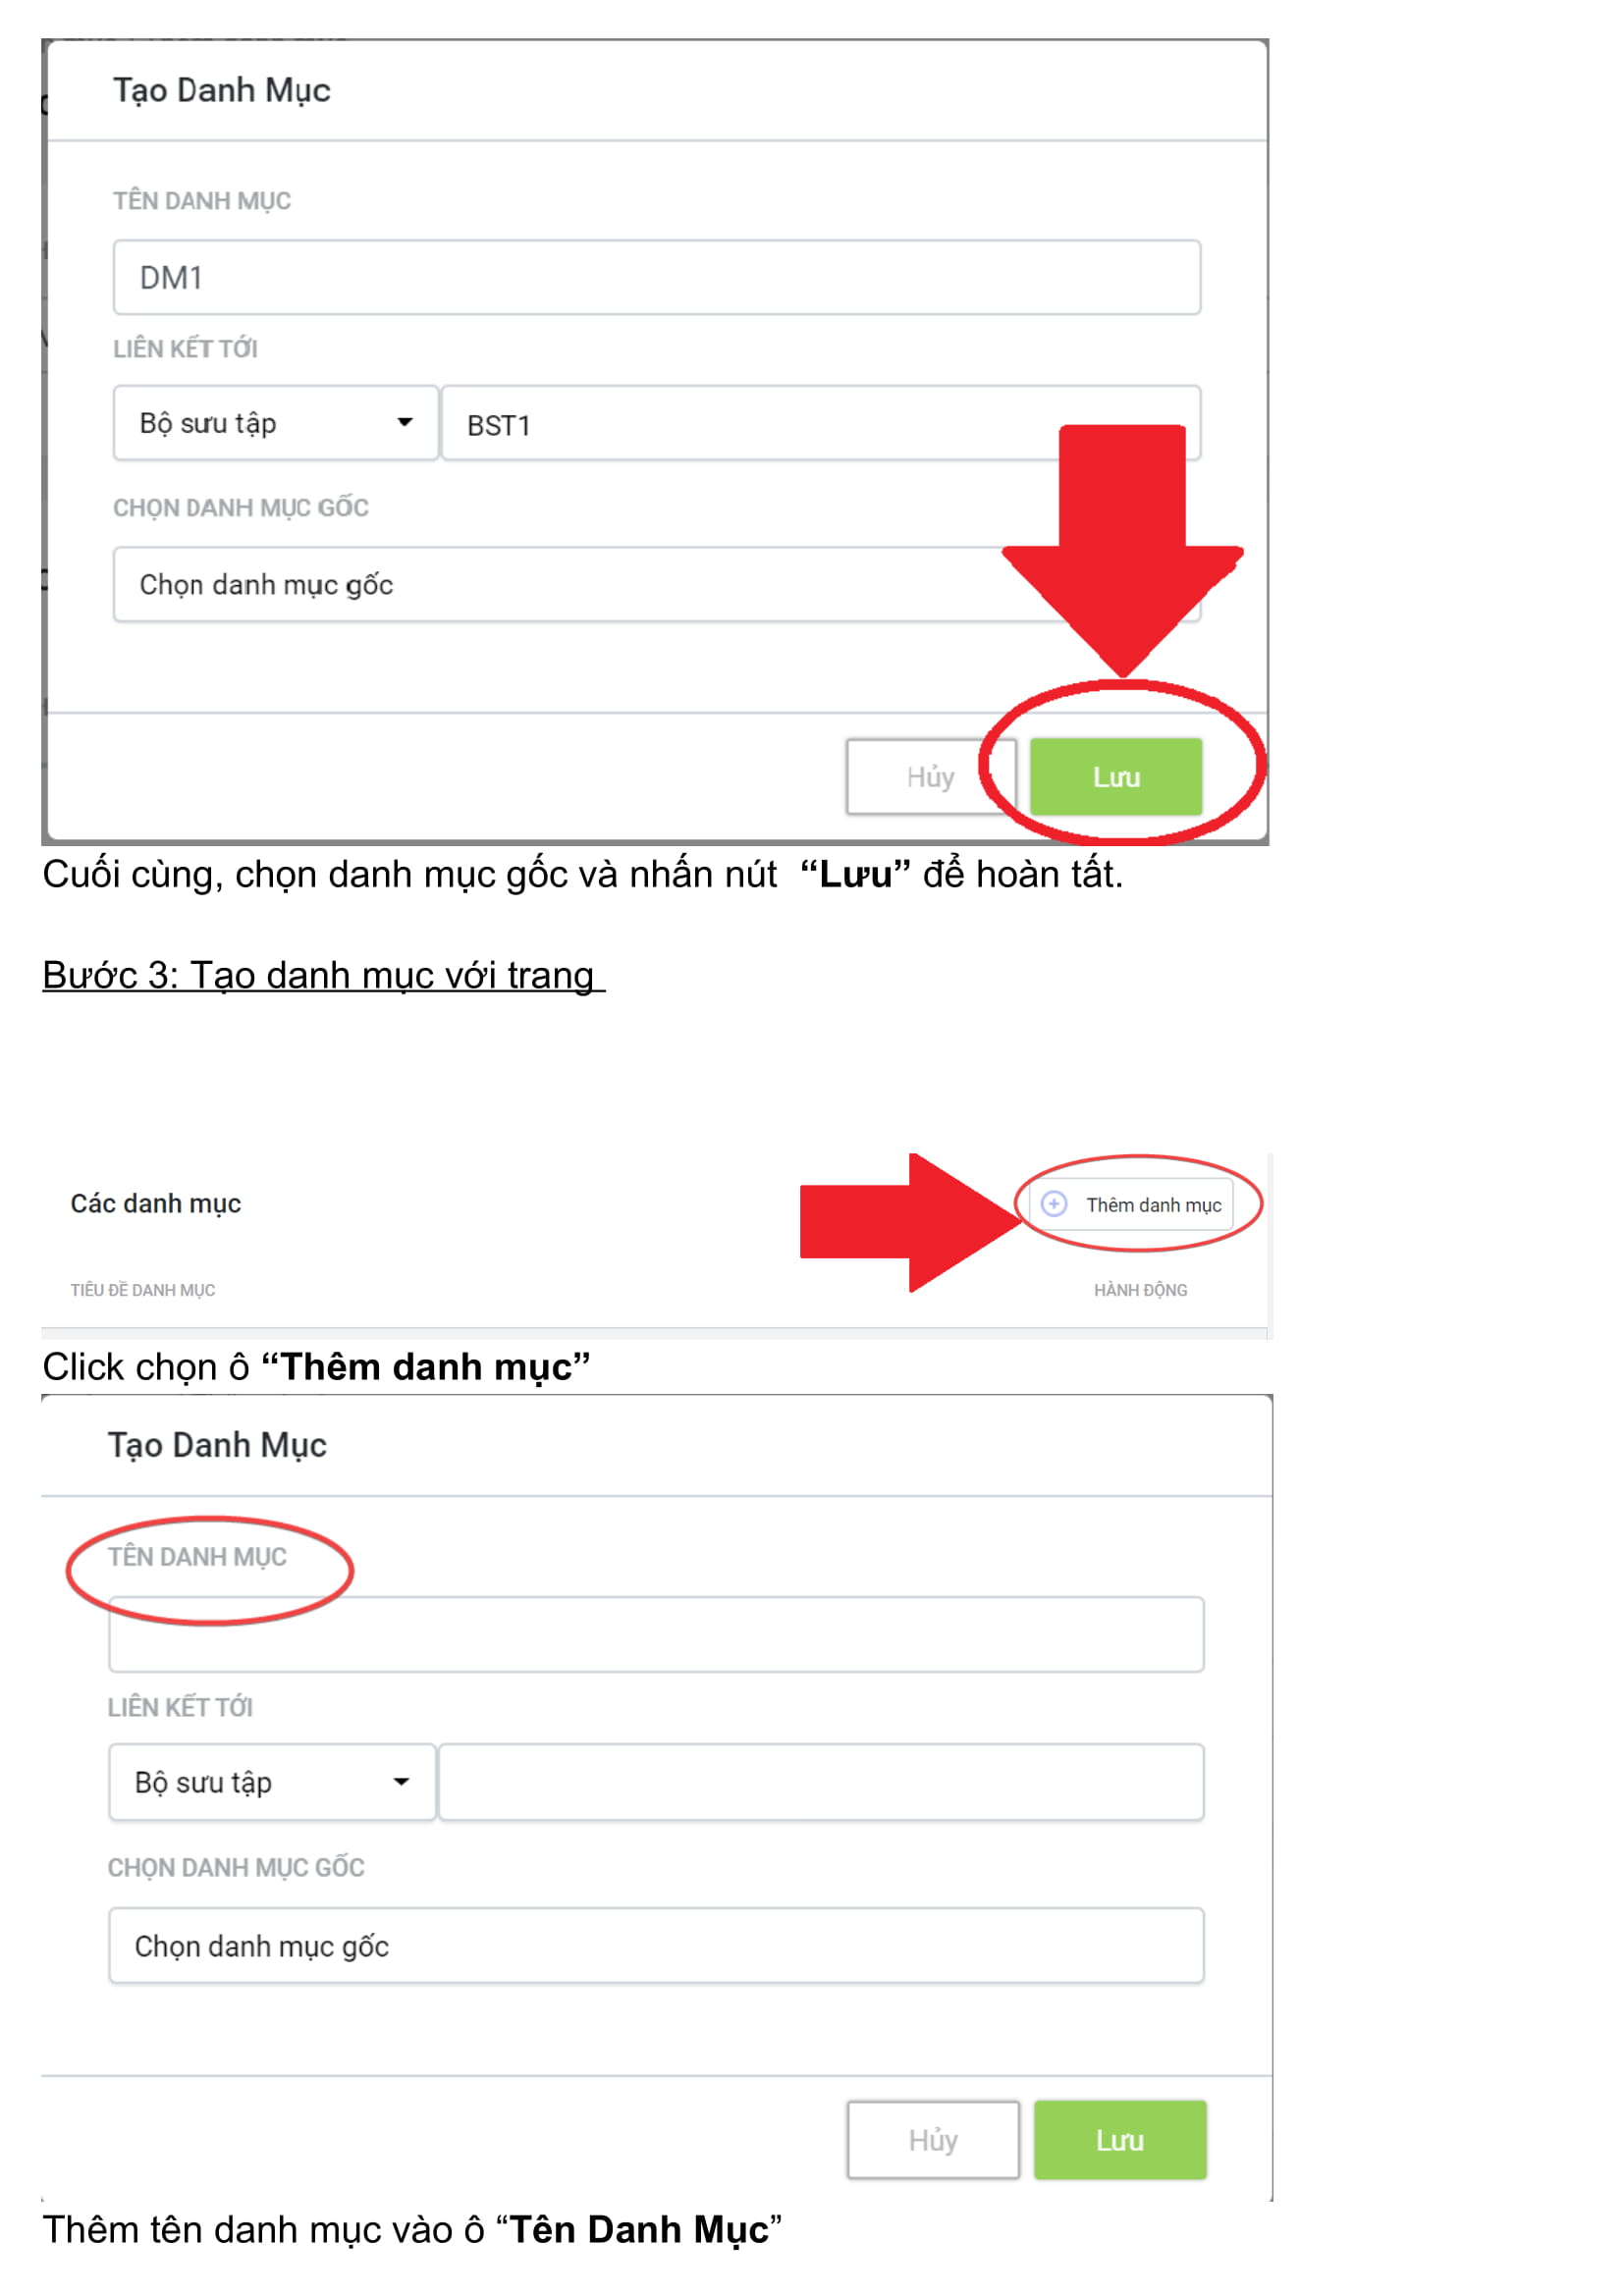 Tạo Danh Mục
TÊN DANH MỤC
DM1
LIÊN KẾT TỚI
Bộ sưu tập BST1
CHỌN DANH MỤC GỐC
Chọn danh mục gốc
Hủy Lưu
Cuối cùng, chọn danh mục gốc và nhấn nút “Lưu” để hoàn tất.
Bước 3: Tạo danh mục với trang
Các danh mục Thêm danh mục
TIÊU ĐỀ DANH MỤC HÀNH ĐỘNG
Click chọn ô “Thêm danh mục”
Tạo Danh Mục
TÊN DANH MỤC
LIÊN KẾT TỚI
Bộ sưu tập
CHỌN DANH MỤC GỐC
Chọn danh mục gốc
Hủy Lưu
Thêm tên danh mục vào ô “Tên Danh Mục”